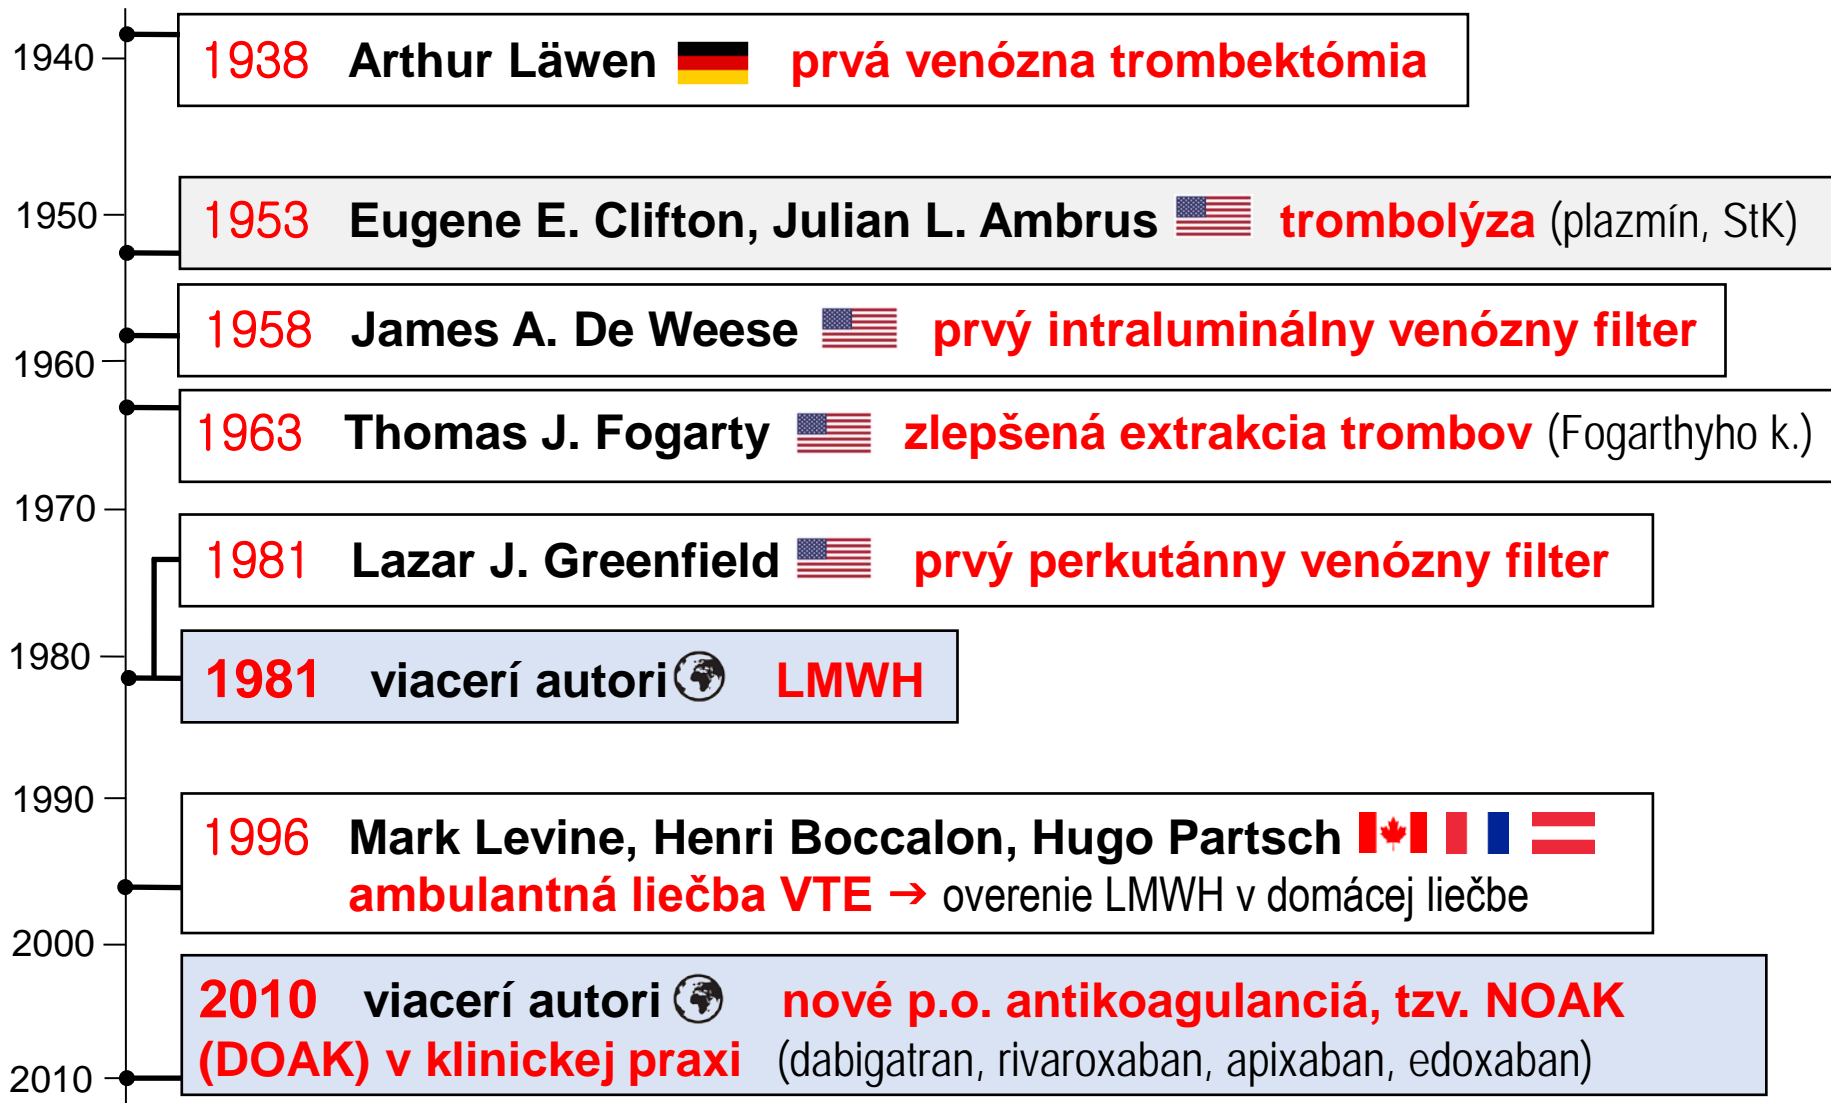 1940
1938 Arthur Läwen prvá venózna trombektómia
1950
1953 Eugene E. Clifton, Julian L. Ambrus trombolýza (plazmín, StK)
1958 James A. De Weese prvý intraluminálny venózny filter
1960
1963 Thomas J. Fogarty zlepšená extrakcia trombov (Fogarthyho k.)
1970
1981 Lazar J. Greenfield prvý perkutánny venózny filter
1980
1981 viacerí autori LMWH
1990
1996 Mark Levine, Henri Boccalon, Hugo Partsch
ambulantná liečba VTE → overenie LMWH v domácej liečbe
2000
2010 viacerí autori nové p.o. antikoagulanciá, tzv. NOAK
(DOAK) v klinickej praxi (dabigatran, rivaroxaban, apixaban, edoxaban)
2010